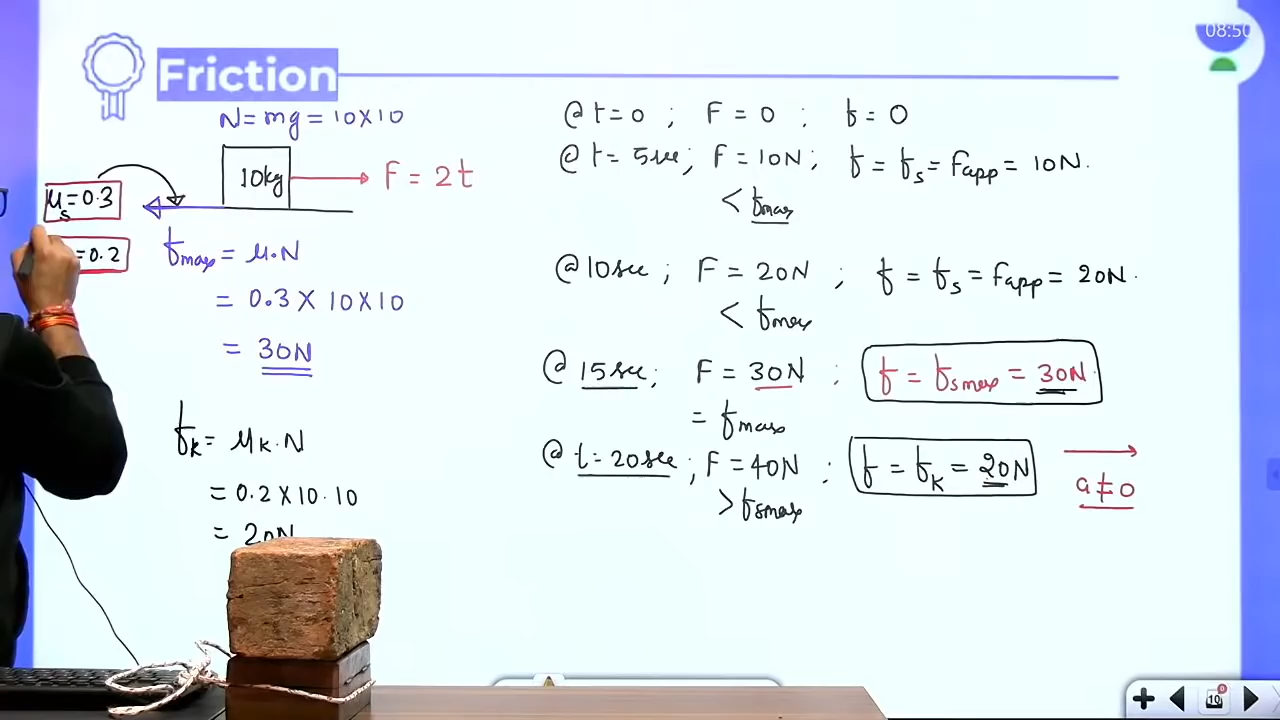 08:50
Friction
N = mg = 10×10
10kg
F = 2t
μs = 0.3
= 0.2
fmax = μ.N
= 0.3 × 10×10
= 30N
fk = μk.N
= 0.2×10.10
= 20N
@ t=0 ; F = 0 ; f = 0
@ t= 5sec; F = 10N; f = fs = Fapp = 10N.
< fmax
@ 10sec ; F = 20N ; f = fs = Fapp = 20N.
< fmax
@ 15sec; F = 30N ; f = fsmax = 30N.
= fmax
@ t=20sec ; F = 40N ; f = fk = 20N
> fsmax
a≠0
10